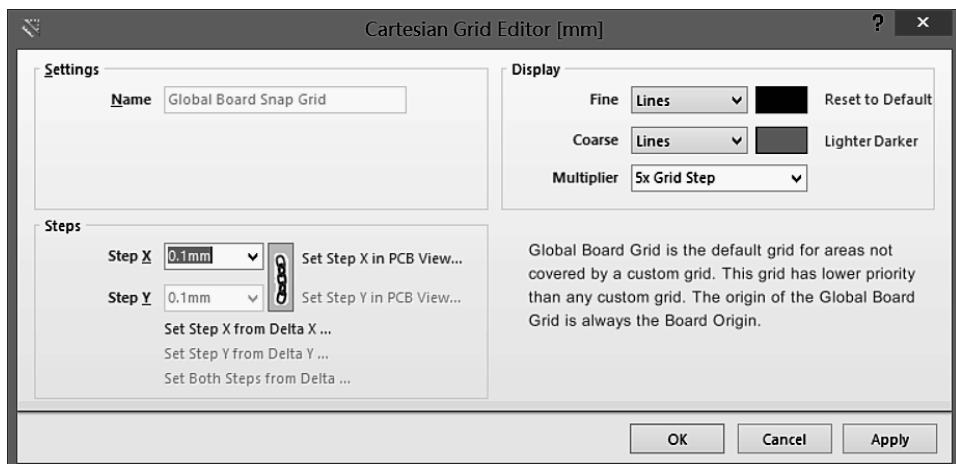 Cartesian Grid Editor [mm]
? ×
Settings
Name Global Board Snap Grid
Display
Fine Lines Reset to Default
Coarse Lines Lighter Darker
Multiplier 5x Grid Step
Steps
Step X 0.1mm Set Step X in PCB View...
Step Y 0.1mm Set Step Y in PCB View...
Set Step X from Delta X ...
Set Step Y from Delta Y ...
Set Both Steps from Delta ...
Global Board Grid is the default grid for areas not
covered by a custom grid. This grid has lower priority
than any custom grid. The origin of the Global Board
Grid is always the Board Origin.
OK Cancel Apply